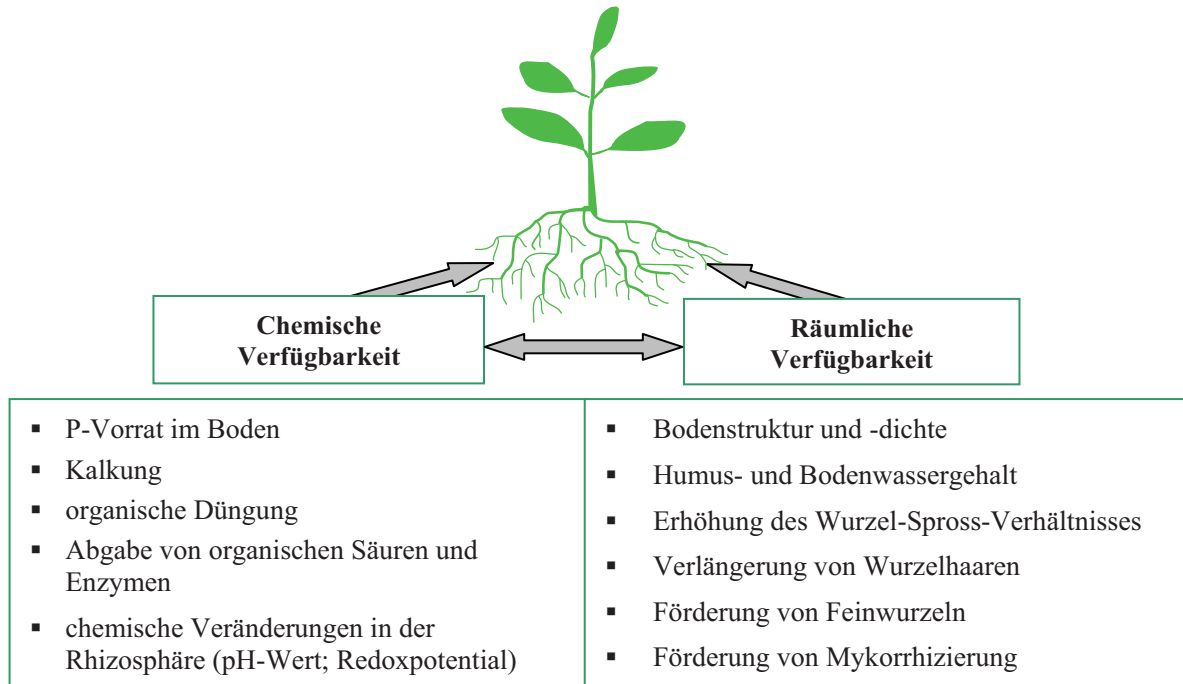 Chemische
Verfügbarkeit
Räumliche
Verfügbarkeit
▪ P-Vorrat im Boden
▪ Kalkung
▪ organische Düngung
▪ Abgabe von organischen Säuren und
Enzymen
▪ chemische Veränderungen in der
Rhizosphäre (pH-Wert; Redoxpotential)
▪ Bodenstruktur und -dichte
▪ Humus- und Bodenwassergehalt
▪ Erhöhung des Wurzel-Spross-Verhältnisses
▪ Verlängerung von Wurzelhaaren
▪ Förderung von Feinwurzeln
▪ Förderung von Mykorrhizierung